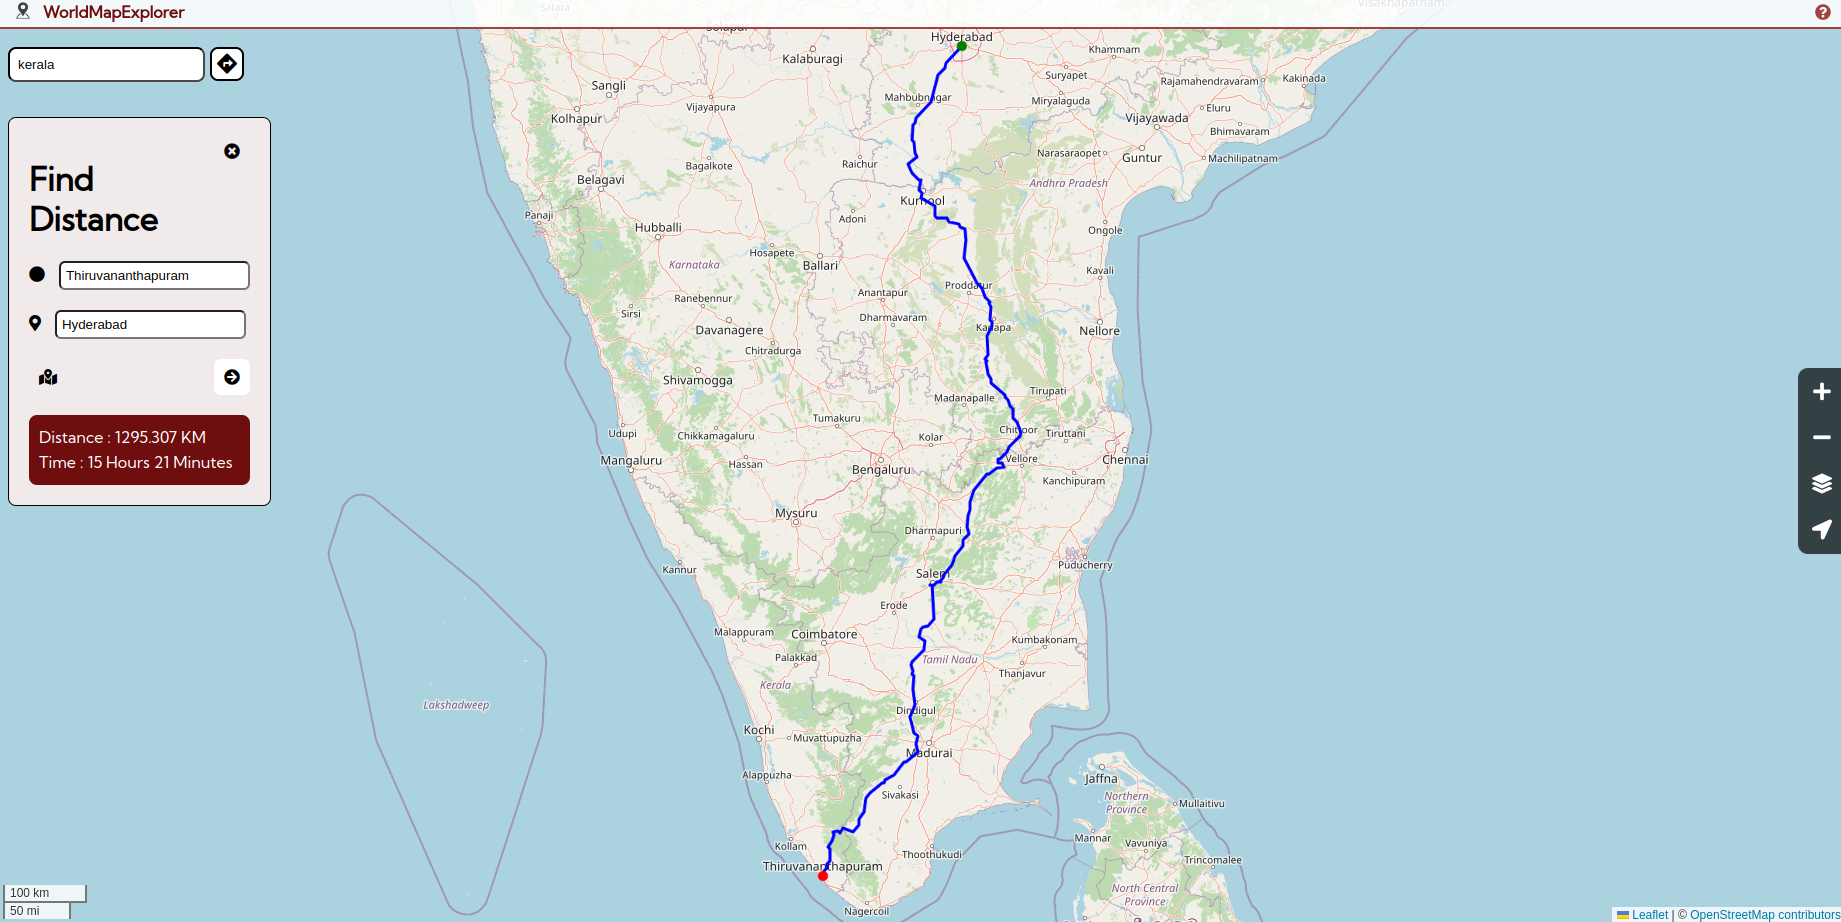 WorldMapExplorer
kerala
Find
Distance
Thiruvananthapuram
Hyderabad
Distance : 1295.307 KM
Time : 15 Hours 21 Minutes
Satara
Solapur
Visakhapatnam
Hyderabad
Kalaburagi
Khammam
Sangli
Suryapet
Rajamahendravaram
Kakinada
Vijayapura
Mahbubnagar
Miryalaguda
Eluru
Kolhapur
Vijayawada
Bhimavaram
Bagalkote
Raichur
Narasaraopet
Guntur
Machilipatnam
Belagavi
Andhra Pradesh
Kurnool
Panaji
Adoni
Hubballi
Ongole
Hosapete
Karnataka
Ballari
Kavali
Proddatur
Ranebennur
Anantapur
Sirsi
Dharmavaram
Davanagere
Kadapa
Nellore
Chitradurga
Shivamogga
Madanapalle
Tirupati
Tumakuru
Udupi
Chikkamagaluru
Kolar
Chittoor
Tiruttani
Mangaluru
Hassan
Bengaluru
Vellore
Chennai
Kanchipuram
Mysuru
Dharmapuri
Kannur
Salem
Puducherry
Erode
Malappuram
Coimbatore
Kumbakonam
Palakkad
Tamil Nadu
Thanjavur
Kerala
Lakshadweep
Dindigul
Kochi
Muvattupuzha
Madurai
Alappuzha
Jaffna
Sivakasi
Northern
Province
Mullaitivu
Mannar
Vavuniya
Kollam
Thoothukudi
Trincomalee
Thiruvananthapuram
North Central
Province
Nagercoil
100 km
50 mi
Leaflet | © OpenStreetMap contributors